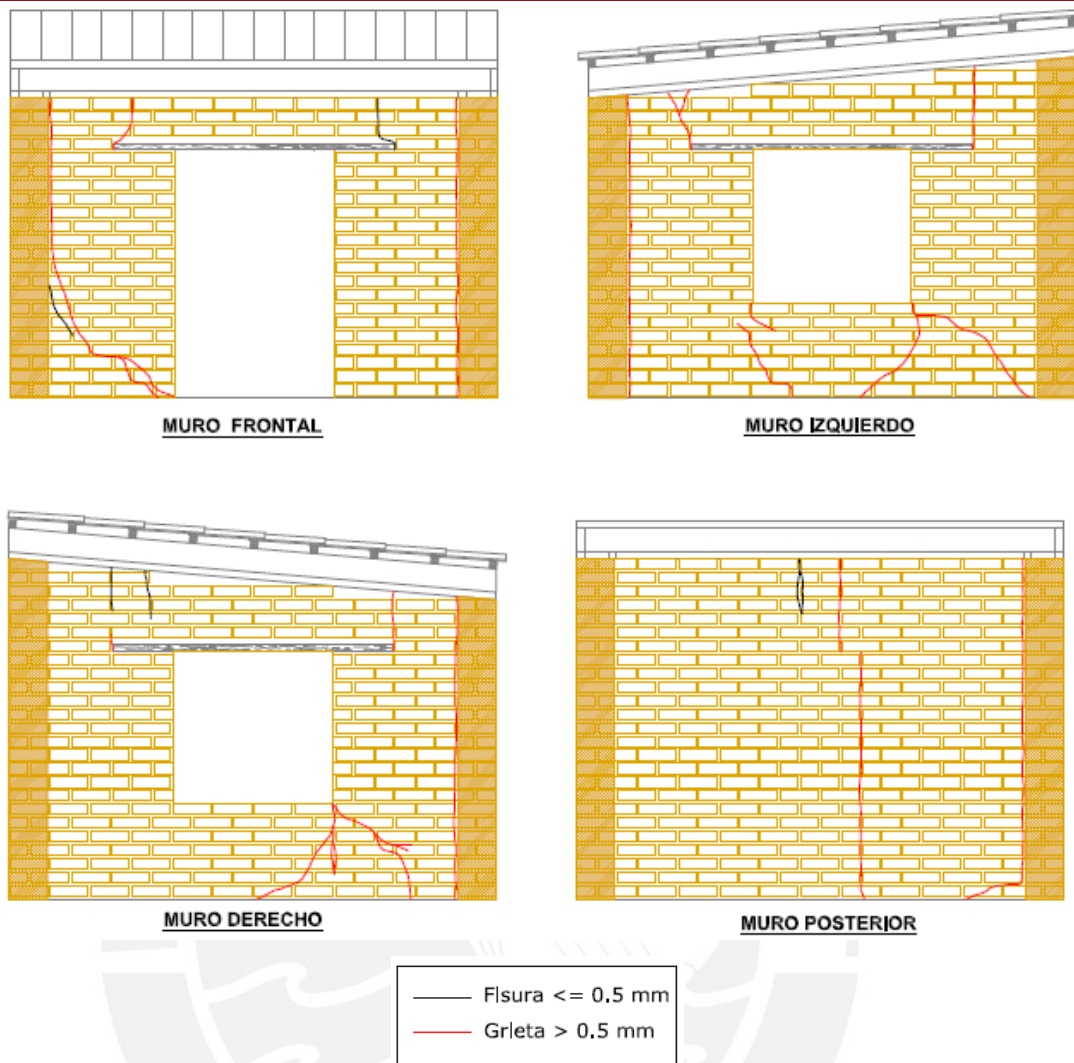 MURO FRONTAL
MURO IZQUIERDO
MURO DERECHO
MURO POSTERIOR
Fisura <= 0.5 mm
Grieta > 0.5 mm